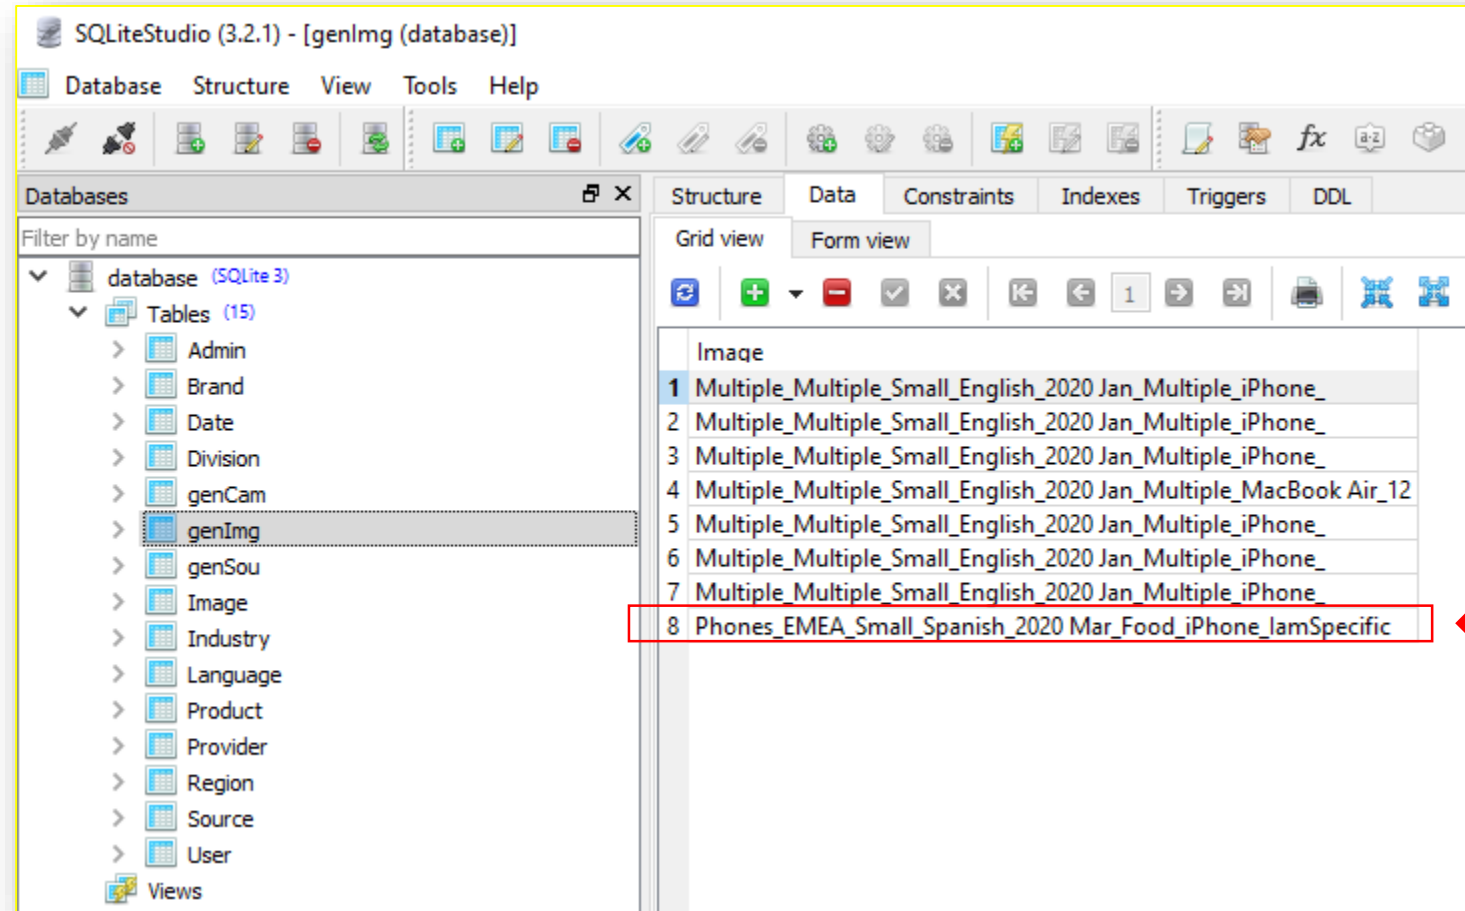 SQLiteStudio (3.2.1) - [genImg (database)]
Database Structure View Tools Help
fx a-z
Databases
Structure Data Constraints Indexes Triggers DDL
Filter by name
Grid view Form view
database (SQLite 3)
1
Tables (15)
Admin
Brand
Date
Division
genCam
genImg
genSou
Image
Industry
Language
Product
Provider
Region
Source
User
Views
Image
1 Multiple_Multiple_Small_English_2020 Jan_Multiple_iPhone_
2 Multiple_Multiple_Small_English_2020 Jan_Multiple_iPhone_
3 Multiple_Multiple_Small_English_2020 Jan_Multiple_iPhone_
4 Multiple_Multiple_Small_English_2020 Jan_Multiple_MacBook Air_12
5 Multiple_Multiple_Small_English_2020 Jan_Multiple_iPhone_
6 Multiple_Multiple_Small_English_2020 Jan_Multiple_iPhone_
7 Multiple_Multiple_Small_English_2020 Jan_Multiple_iPhone_
8 Phones_EMEA_Small_Spanish_2020 Mar_Food_iPhone_IamSpecific